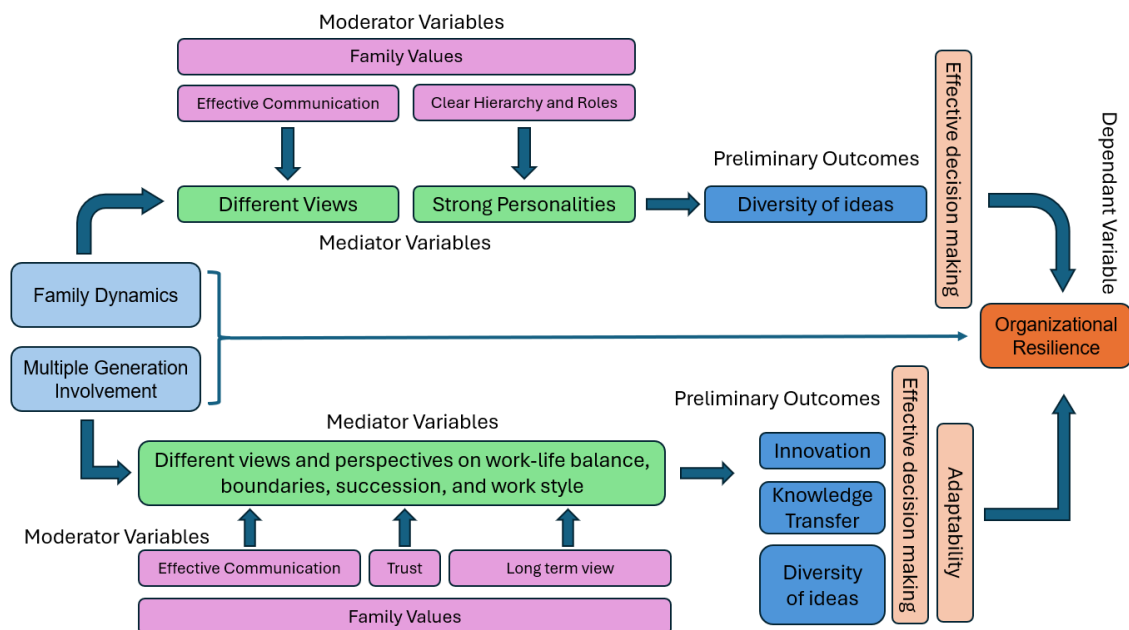 Moderator Variables
Family Values
Effective Communication
Clear Hierarchy and Roles
Different Views
Strong Personalities
Mediator Variables
Preliminary Outcomes
Diversity of ideas
Effective decision making
Dependant Variable
Family Dynamics
Multiple Generation
Involvement
Organizational
Resilience
Mediator Variables
Different views and perspectives on work-life balance,
boundaries, succession, and work style
Moderator Variables
Effective Communication
Trust
Long term view
Family Values
Preliminary Outcomes
Innovation
Knowledge
Transfer
Diversity
of ideas
Effective decision making
Adaptability